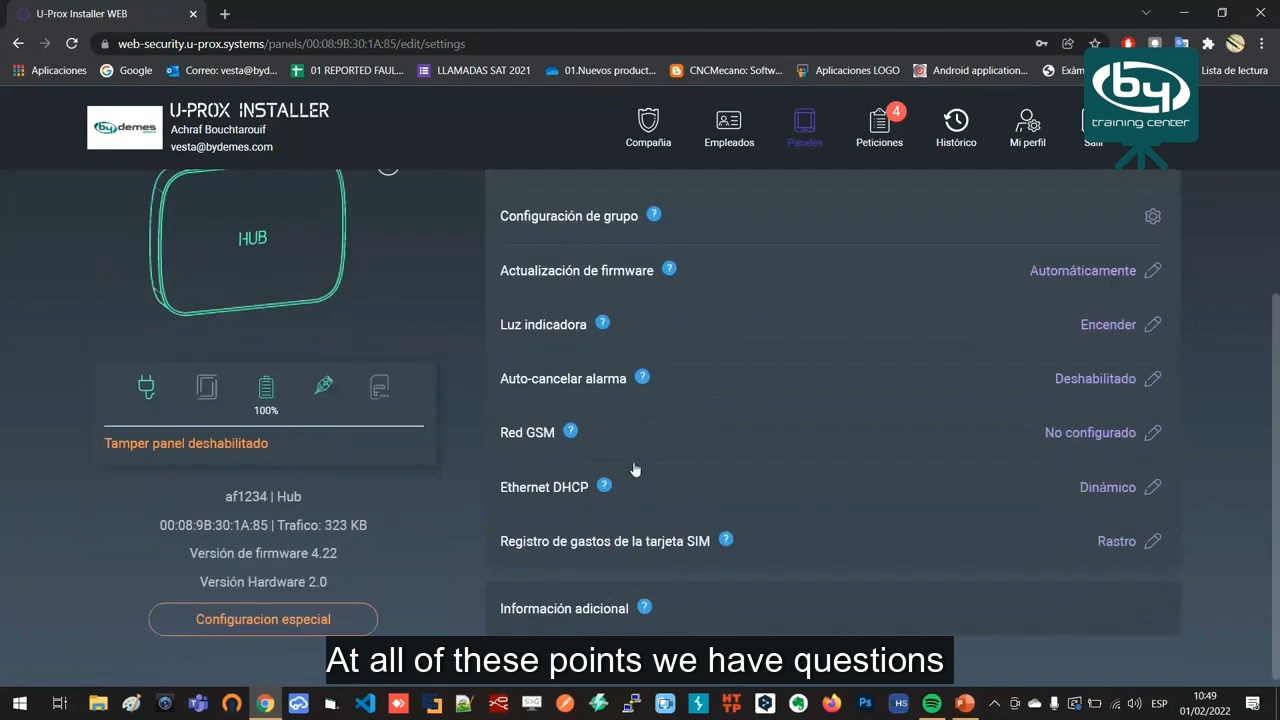 U-Prox Installer WEB
web-security.u-prox.systems/panels/00:08:9B:30:1A:85/edit/settings
Aplicaciones
Google
Correo: vesta@byd...
01 REPORTED FAUL...
LLAMADAS SAT 2021
01.Nuevos product...
CNCMecano: Softw...
Aplicaciones LOGO
Android application...
Lista de lectura
by
training center
by demes
U-PROX INSTALLER
Achraf Bouchtarouif
vesta@bydemes.com
Compañia
Empleados
Paneles
4
Peticiones
Histórico
Mi perfil
HUB
100%
Tamper panel deshabilitado
af1234 | Hub
00:08:9B:30:1A:85 | Trafico: 323 KB
Versión de firmware 4.22
Versión Hardware 2.0
Configuracion especial
Configuración de grupo ?
Actualización de firmware ? Automáticamente
Luz indicadora ? Encender
Auto-cancelar alarma ? Deshabilitado
Red GSM ? No configurado
Ethernet DHCP ? Dinámico
Registro de gastos de la tarjeta SIM ? Rastro
Información adicional ?
At all of these points we have questions
ESP
10:49
01/02/2022